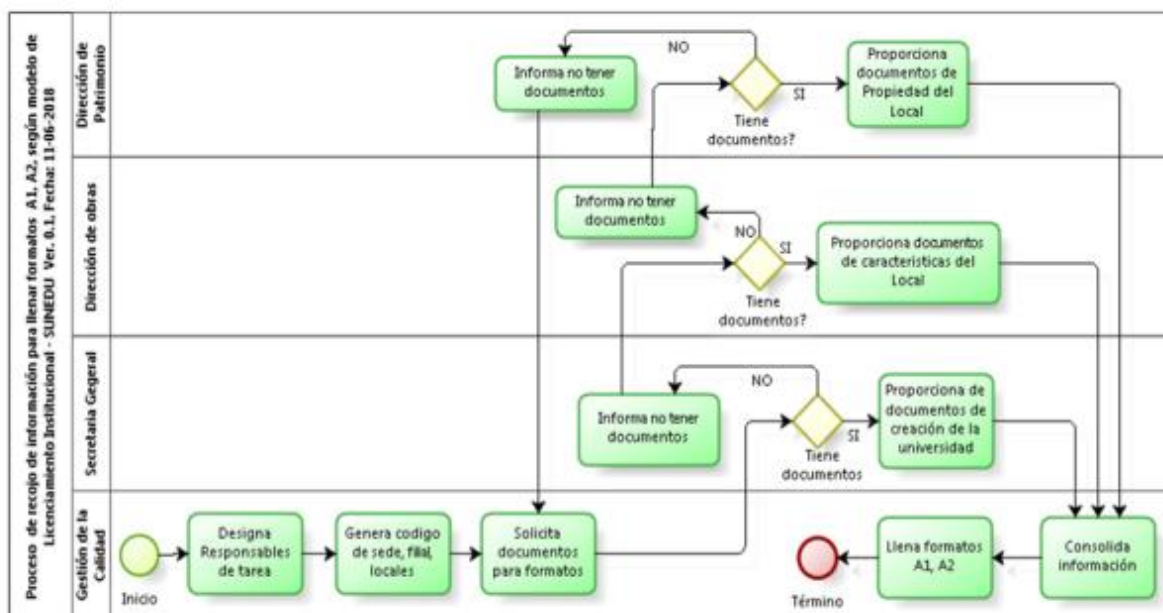 Proceso de recojo de información para llenar formatos A1, A2, según modelo de
Licenciamiento Institucional - SUNEDU Ver. 0.1, Fecha: 11-06-2018
Dirección de
Patrimonio
Informa no tener
documentos
NO
Tiene
documentos?
SI
Proporciona
documentos de
Propiedad del
Local
Dirección de obras
Informa no tener
documentos
NO
SI
Tiene
documentos?
Proporciona documentos
de caracteristicas del
Local
Secretaria Gegeral
Informa no tener
documentos
NO
SI
Tiene
documentos
Proporciona de
documentos de
creación de la
universidad
Gestión de la
Calidad
Inicio
Designa
Responsables
de tarea
Genera codigo
de sede, filial,
locales
Solicita
documentos
para formatos
Término
Llena formatos
A1, A2
Consolida
información